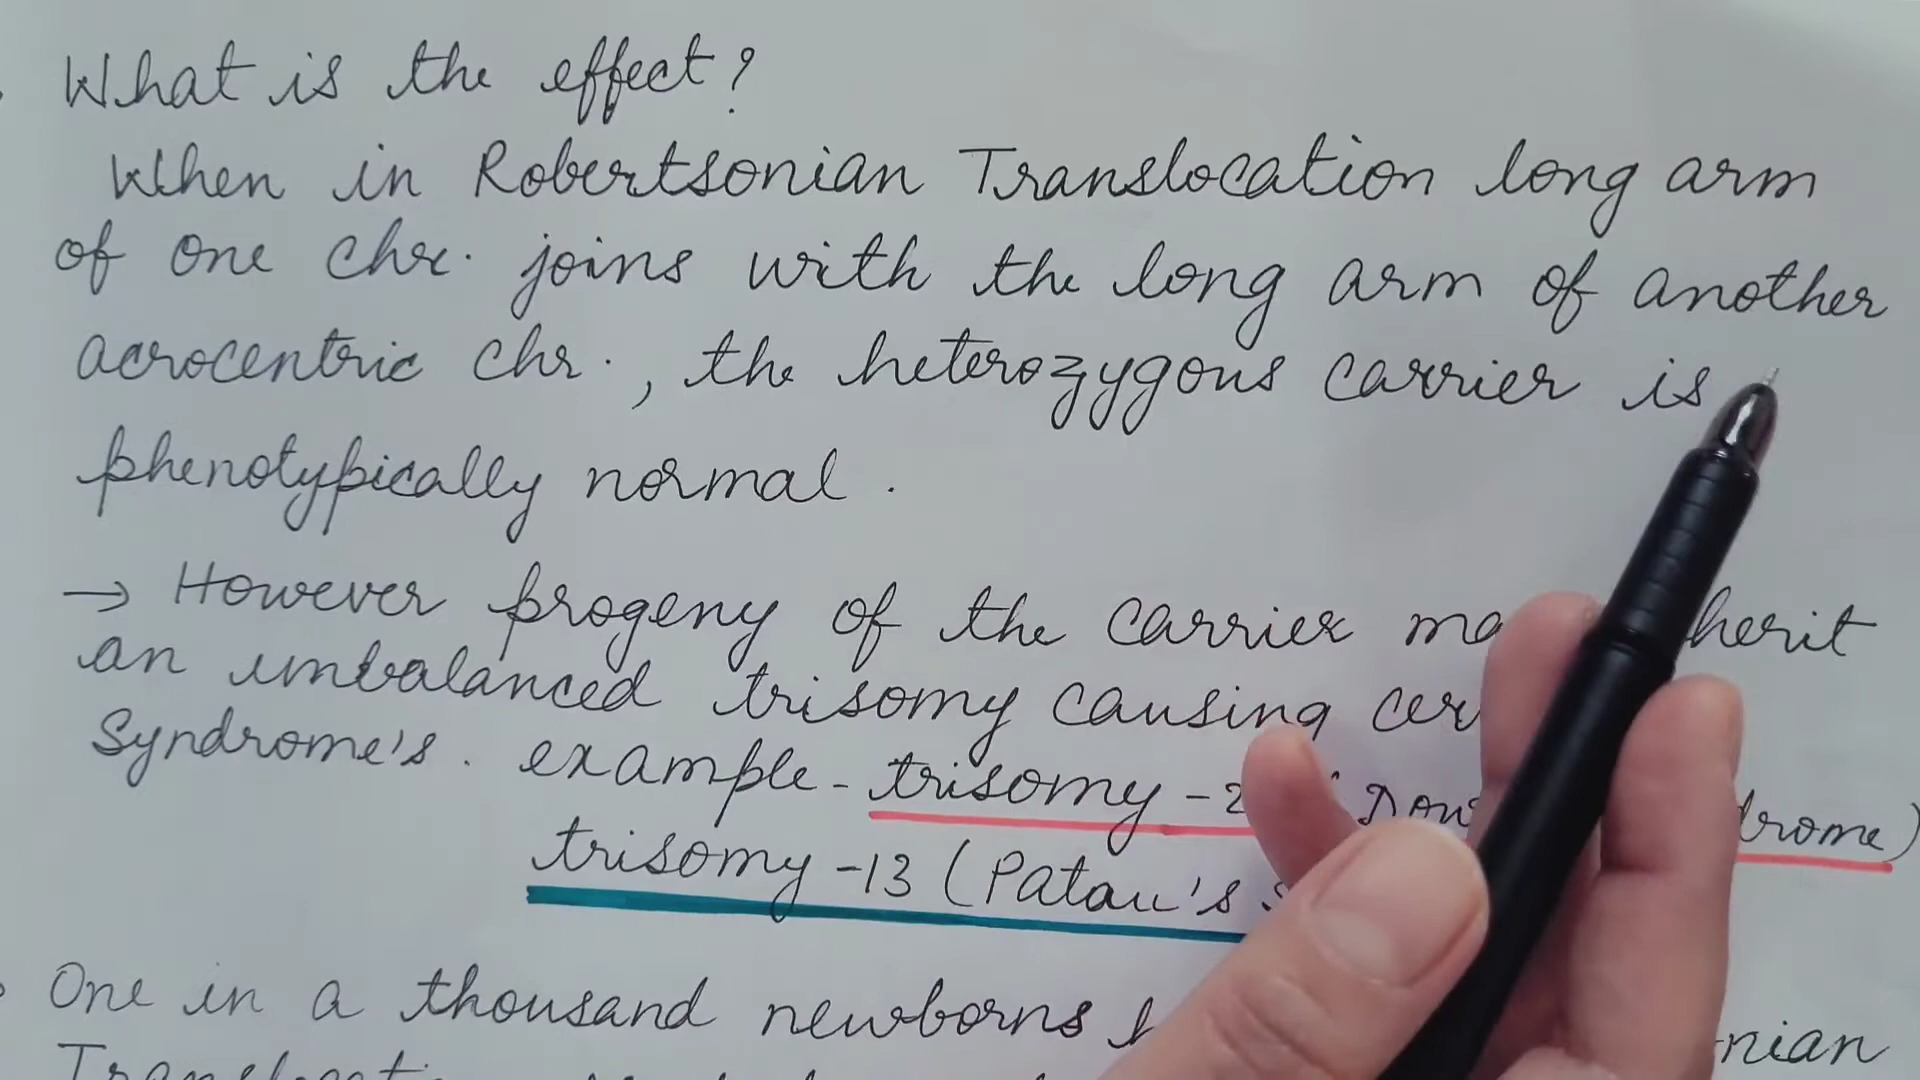 What is the effect?
When in Robertsonian Translocation long arm
of one chr. joins with the long arm of another
acrocentric chr., the heterozygous carrier is
phenotypically normal.
→ However progeny of the carrier
an imbalanced trisomy causing
Syndrome's. example - trisomy -
trisomy -13 (Patau's
One in a thousand newborns